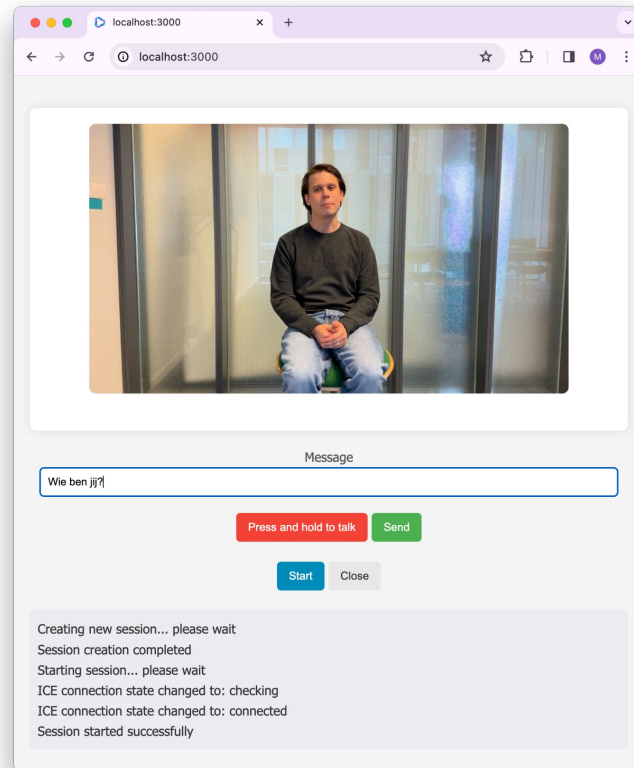 localhost:3000
localhost:3000
M
Message
Wie ben jij?
Press and hold to talk
Send
Start
Close
Creating new session... please wait
Session creation completed
Starting session... please wait
ICE connection state changed to: checking
ICE connection state changed to: connected
Session started successfully